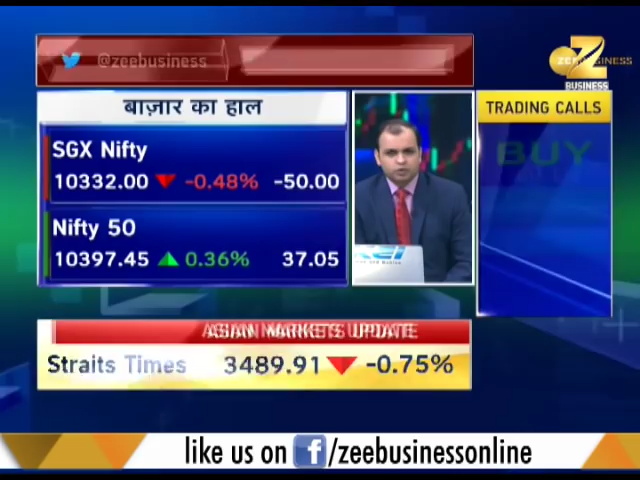 @zeebusiness
ZEE BUSINESS
BUSINESS
बाज़ार का हाल
TRADING CALLS
SGX Nifty
10332.00 -0.48% -50.00
BUY
Nifty 50
10397.45 0.36% 37.05
ASIAN MARKETS UPDATE
Straits Times 3489.91 -0.75%
like us on f/zeebusinessonline